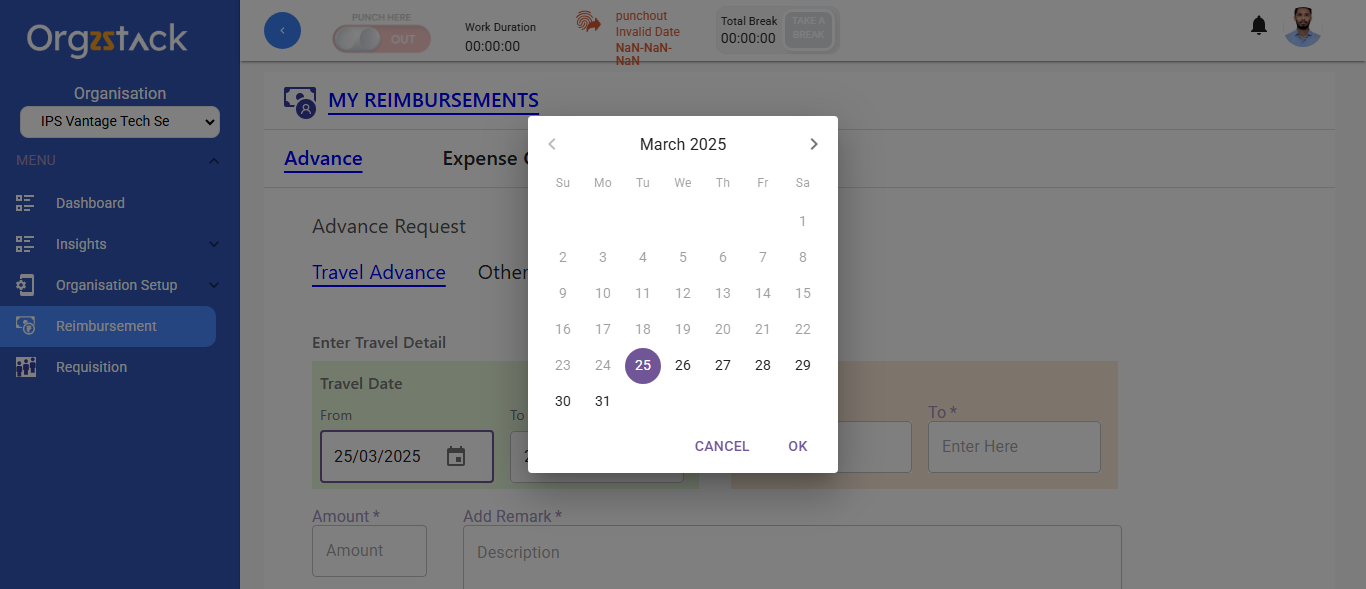 Orgzstack
Organisation
IPS Vantage Tech Se
MENU
Dashboard
Insights
Organisation Setup
Reimbursement
Requisition
PUNCH HERE
OUT
Work Duration
00:00:00
punchout
Invalid Date
NaN-NaN-
NaN
Total Break
00:00:00
TAKE A
BREAK
MY REIMBURSEMENTS
Advance
Expense
Advance Request
Travel Advance
Other
Enter Travel Detail
Travel Date
From
To
25/03/2025
To *
Enter Here
Amount *
Amount
Add Remark *
Description
March 2025
Su Mo Tu We Th Fr Sa
1
2 3 4 5 6 7 8
9 10 11 12 13 14 15
16 17 18 19 20 21 22
23 24 25 26 27 28 29
30 31
CANCEL OK